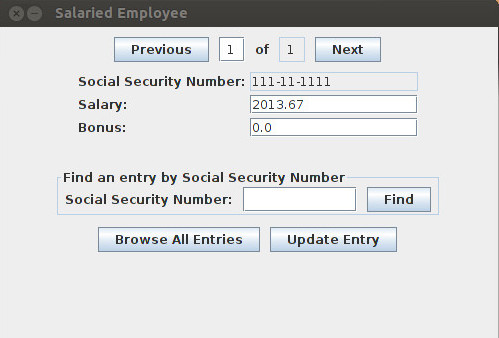 Salaried Employee
Previous 1 of 1 Next
Social Security Number: 111-11-1111
Salary: 2013.67
Bonus: 0.0
Find an entry by Social Security Number
Social Security Number: Find
Browse All Entries Update Entry